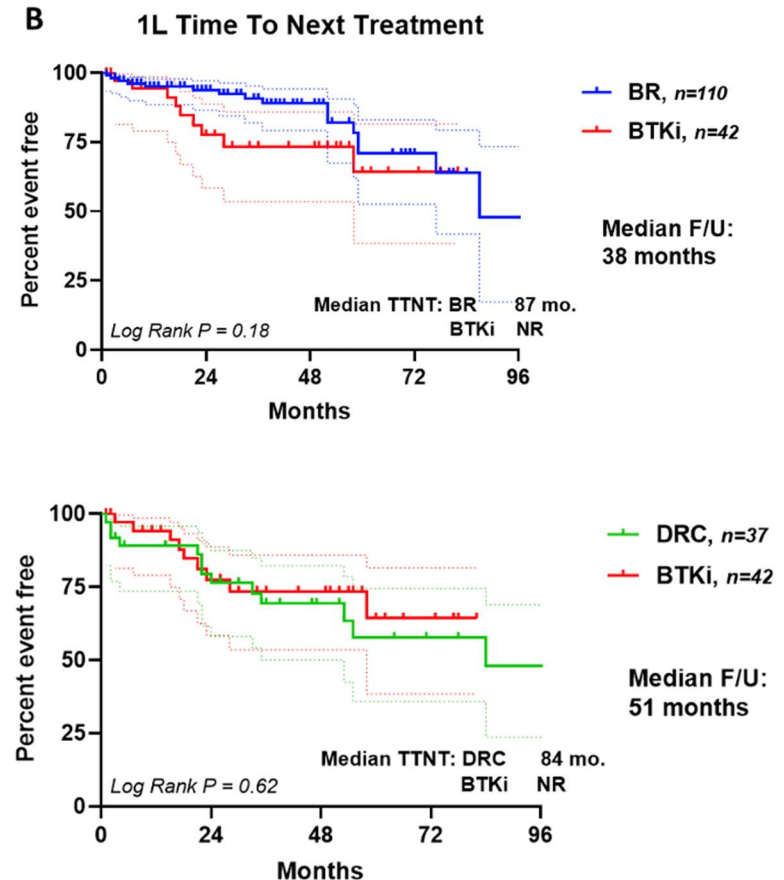 B
1L Time To Next Treatment
Percent event free
100
75
50
25
0
BR, n=110
BTKi, n=42
Median F/U:
38 months
Median TTNT: BR 87 mo.
BTKi NR
Log Rank P = 0.18
0 24 48 72 96
Months
Percent event free
100
75
50
25
0
DRC, n=37
BTKi, n=42
Median F/U:
51 months
Median TTNT: DRC 84 mo.
BTKi NR
Log Rank P = 0.62
0 24 48 72 96
Months